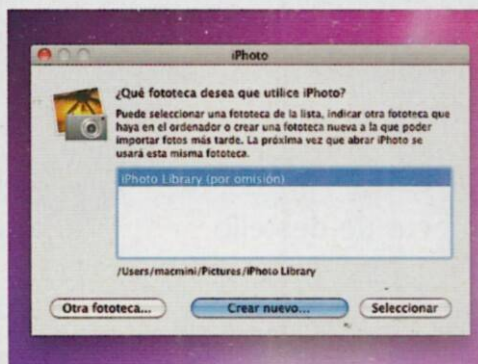 iPhoto
¿Qué fototeca desea que utilice iPhoto?
Puede seleccionar una fototeca de la lista, indicar otra fototeca que
haya en el ordenador o crear una fototeca nueva a la que poder
importar fotos más tarde. La próxima vez que abrar iPhoto se
usará esta misma fototeca.
iPhoto Library (por omisión)
/Users/macmini/Pictures/iPhoto Library
Otra fototeca... Crear nuevo... Seleccionar